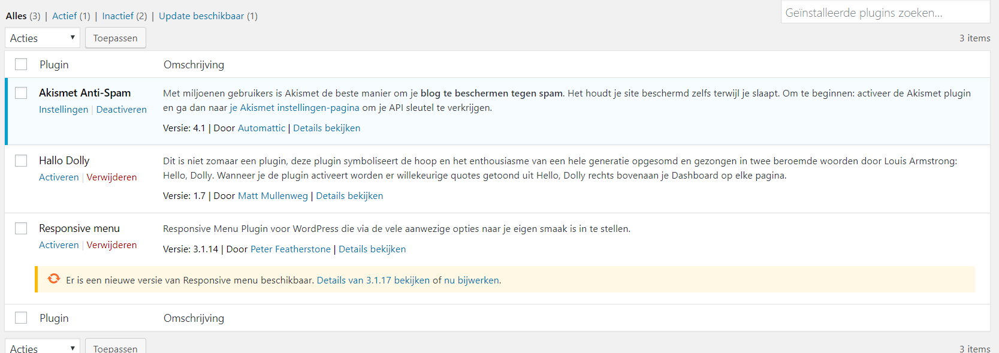 Alles (3) | Actief (1) | Inactief (2) | Update beschikbaar (1)
Geïnstalleerde plugins zoeken...
Acties Toepassen
3 items
Plugin Omschrijving
Akismet Anti-Spam
Instellingen | Deactiveren
Met miljoenen gebruikers is Akismet de beste manier om je blog te beschermen tegen spam. Het houdt je site beschermd zelfs terwijl je slaapt. Om te beginnen: activeer de Akismet plugin
en ga dan naar je Akismet instellingen-pagina om je API sleutel te verkrijgen.
Versie: 4.1 | Door Automattic | Details bekijken
Hallo Dolly
Activeren | Verwijderen
Dit is niet zomaar een plugin, deze plugin symboliseert de hoop en het enthousiasme van een hele generatie opgesomd en gezongen in twee beroemde woorden door Louis Armstrong:
Hello, Dolly. Wanneer je de plugin activeert worden er willekeurige quotes getoond uit Hello, Dolly rechts bovenaan je Dashboard op elke pagina.
Versie: 1.7 | Door Matt Mullenweg | Details bekijken
Responsive menu
Activeren | Verwijderen
Responsive Menu Plugin voor WordPress die via de vele aanwezige opties naar je eigen smaak is in te stellen.
Versie: 3.1.14 | Door Peter Featherstone | Details bekijken
Er is een nieuwe versie van Responsive menu beschikbaar. Details van 3.1.17 bekijken of nu bijwerken.
Plugin Omschrijving
Acties Toepassen
3 items